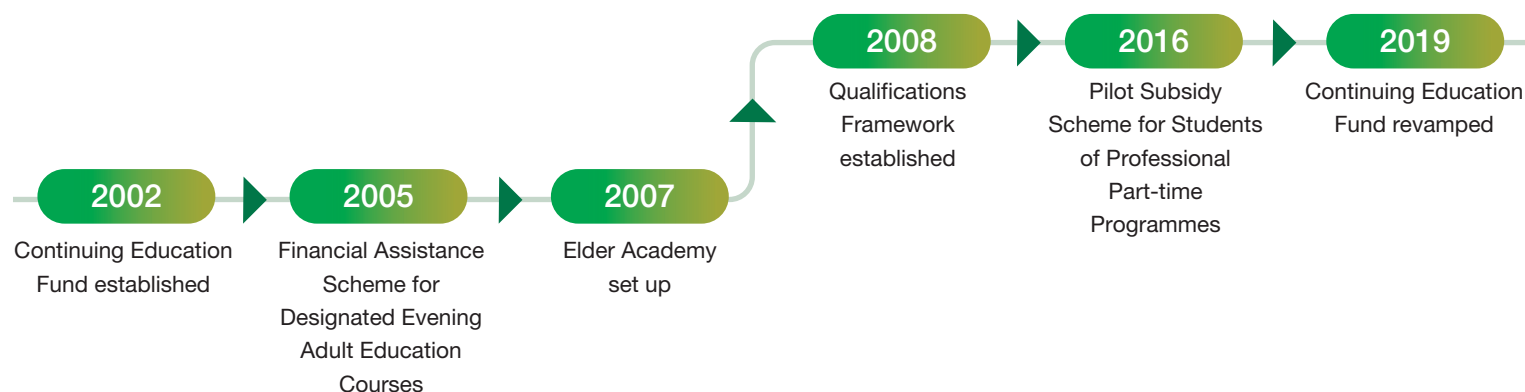 2002
Continuing Education
Fund established
2005
Financial Assistance
Scheme for
Designated Evening
Adult Education
Courses
2007
Elder Academy
set up
2008
Qualifications
Framework
established
2016
Pilot Subsidy
Scheme for Students
of Professional
Part-time
Programmes
2019
Continuing Education
Fund revamped